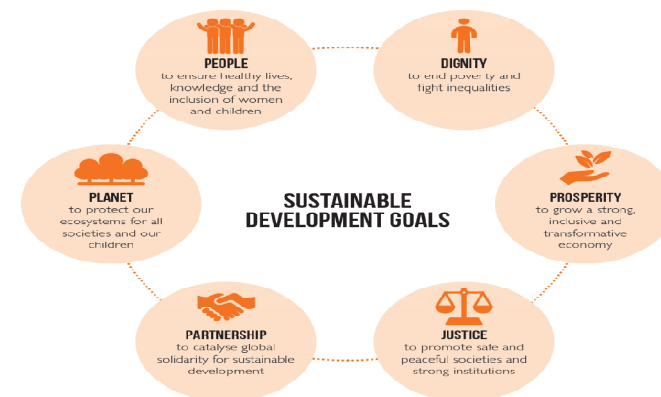 PEOPLE
to ensure healthy lives,
knowledge and the
inclusion of women
and children
DIGNITY
to end poverty and
fight inequalities
PLANET
to protect our
ecosystems for all
societies and our
children
SUSTAINABLE
DEVELOPMENT GOALS
PROSPERITY
to grow a strong,
inclusive and
transformative
economy
PARTNERSHIP
to catalyse global
solidarity for sustainable
development
JUSTICE
to promote safe and
peaceful societies and
strong institutions